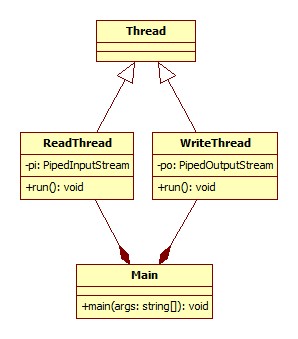 Thread
ReadThread
-pi: PipedInputStream
+run(): void
WriteThread
-po: PipedOutputStream
+run(): void
Main
+main(args: string[]): void